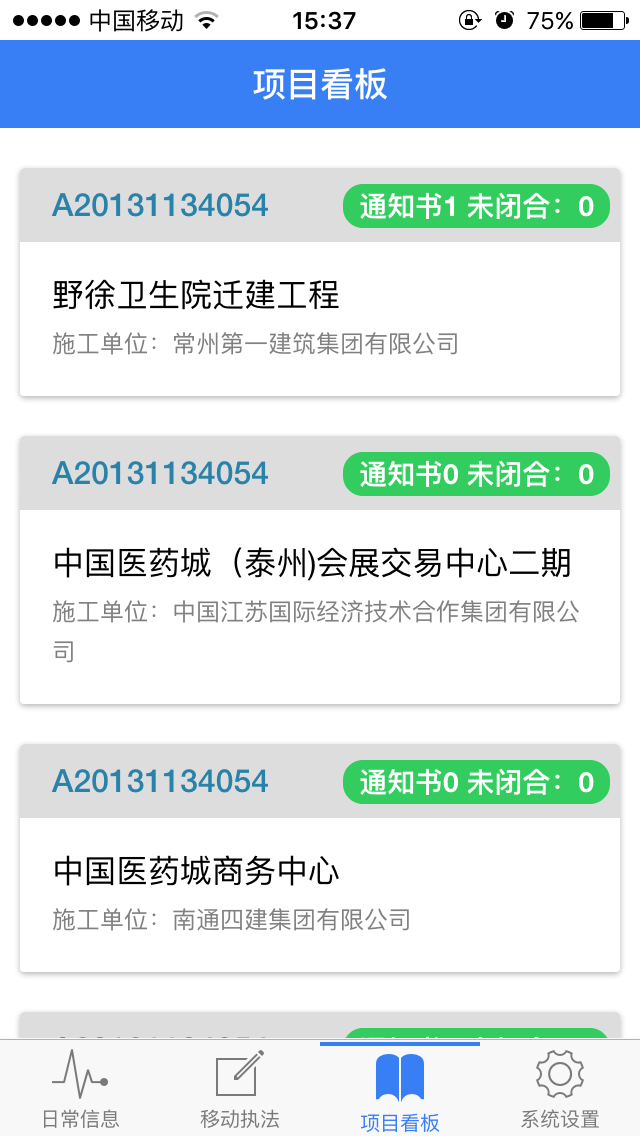 中国移动 15:37 75%
项目看板
A20131134054 通知书1 未闭合：0
野徐卫生院迁建工程
施工单位：常州第一建筑集团有限公司
A20131134054 通知书0 未闭合：0
中国医药城（泰州)会展交易中心二期
施工单位：中国江苏国际经济技术合作集团有限公
司
A20131134054 通知书0 未闭合：0
中国医药城商务中心
施工单位：南通四建集团有限公司
日常信息 移动执法 项目看板 系统设置